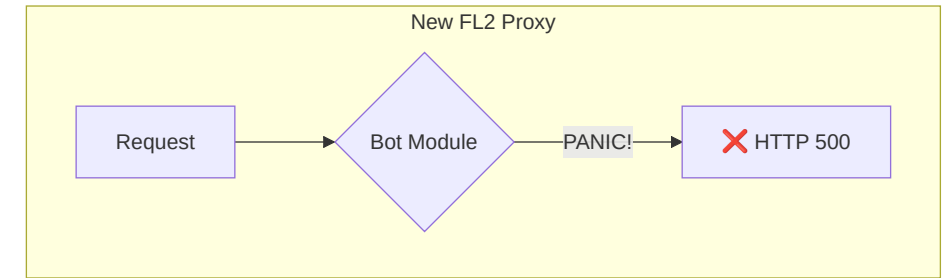 New FL2 Proxy
Request
Bot Module
PANIC!
❌ HTTP 500